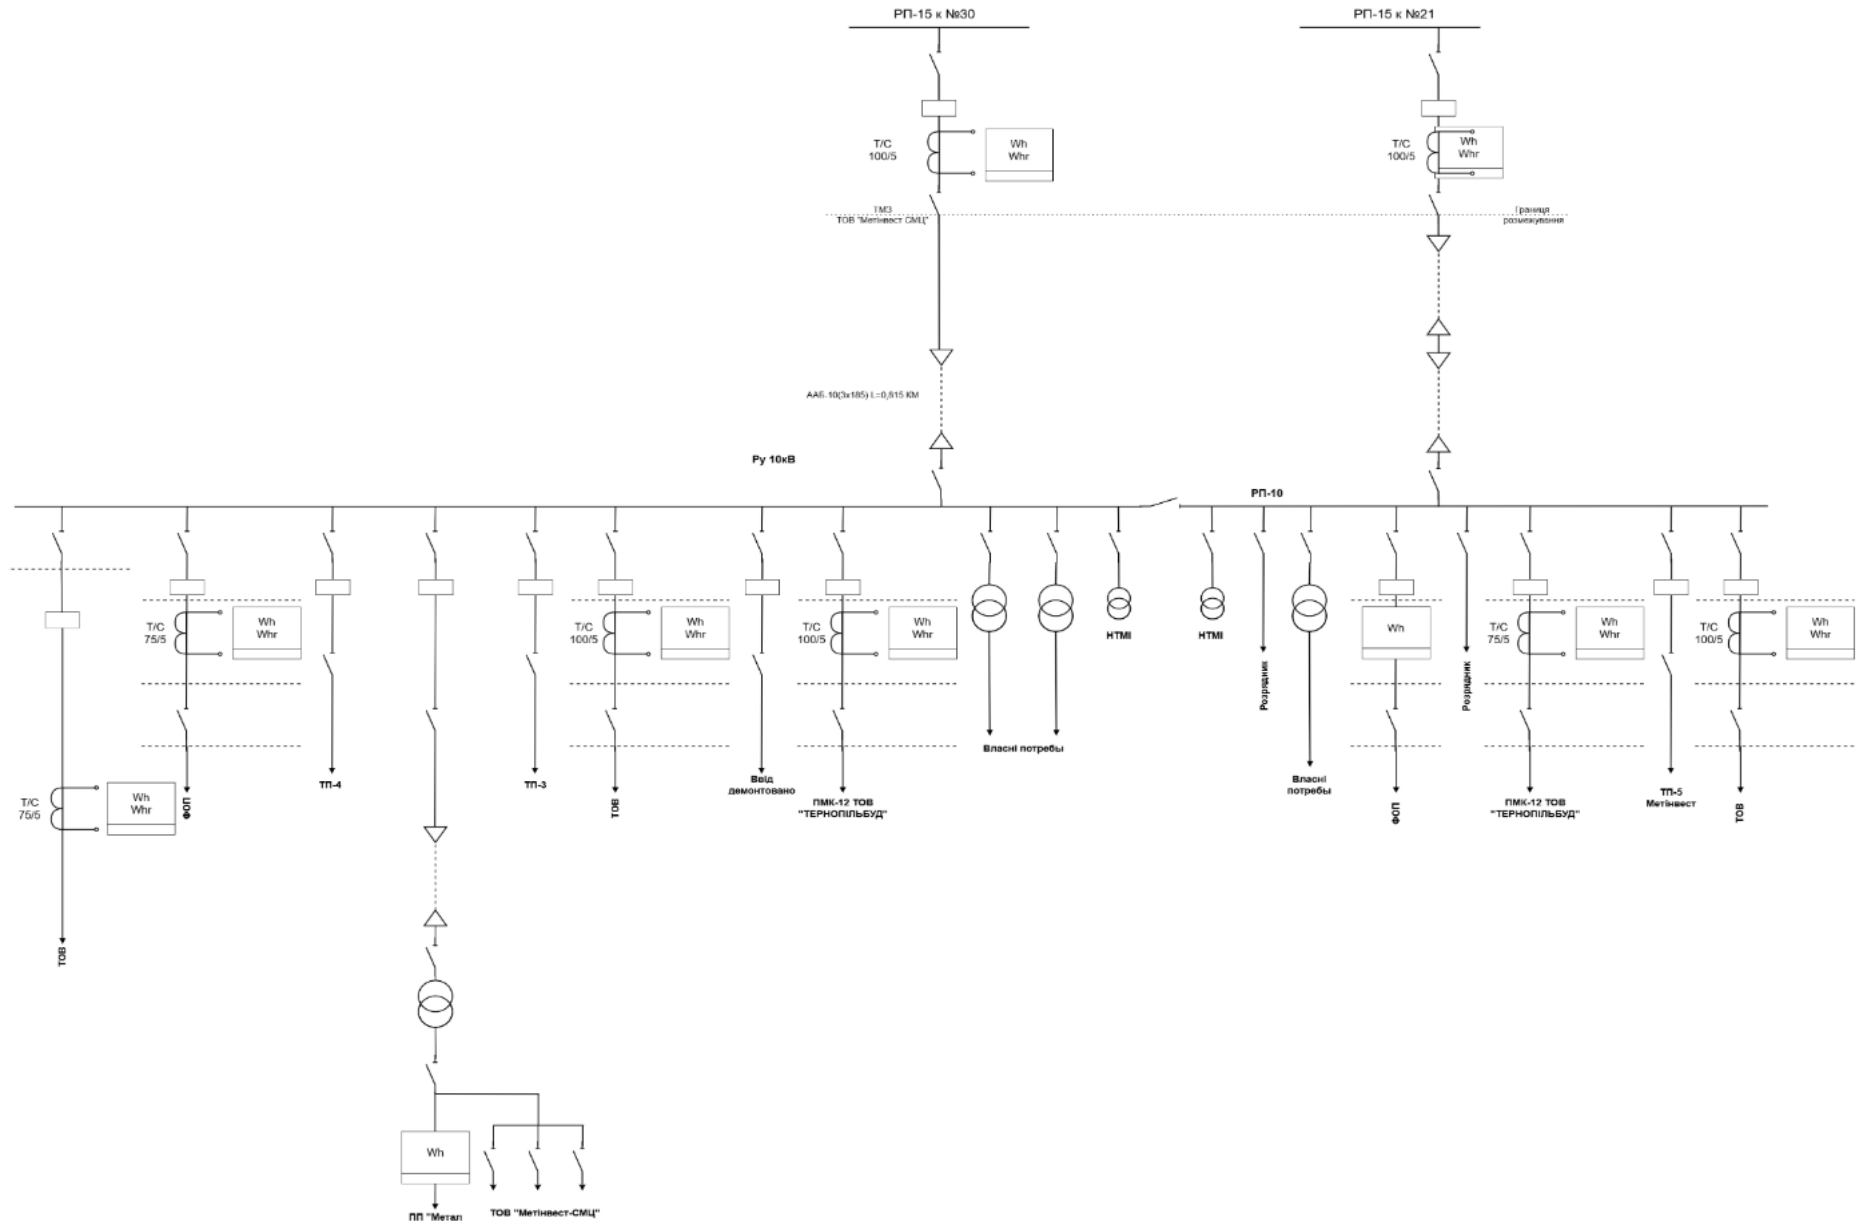 РП-15 к №30
РП-15 к №21
Т/С
100/5
Wh
Whr
Т/С
100/5
Wh
Whr
ТМЗ
ТОВ "Метінвест СМЦ"
Границя
розмежування
ААБ-10(3х185) L=0,815 КМ
Ру 10кВ
РП-10
Т/С
75/5
Wh
Whr
Т/С
100/5
Wh
Whr
Т/С
100/5
Wh
Whr
НТМІ
НТМІ
Розрядник
Wh
Розрядник
Т/С
75/5
Wh
Whr
Т/С
100/5
Wh
Whr
Власні потребы
Т/С
75/5
Wh
Whr
ФОП
ТП-4
ТП-3
ТОВ
Ввід
демонтовано
ПМК-12 ТОВ
"ТЕРНОПІЛЬБУД"
Власні
потребы
ФОП
ПМК-12 ТОВ
"ТЕРНОПІЛЬБУД"
ТП-5
Метінвест
ТОВ
ТОВ
Wh
ПП "Метал
ТОВ "Метінвест-СМЦ"